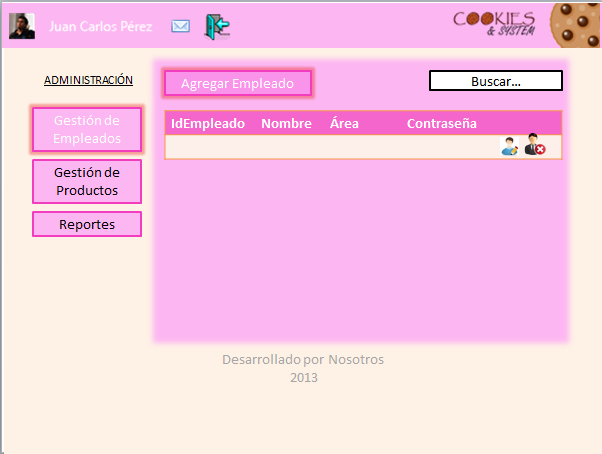 Juan Carlos Pérez
COOKIES
& SYSTEM
ADMINISTRACIÓN
Gestión de
Empleados
Gestión de
Productos
Reportes
Agregar Empleado
Buscar...
IdEmpleado Nombre Área Contraseña
Desarrollado por Nosotros
2013